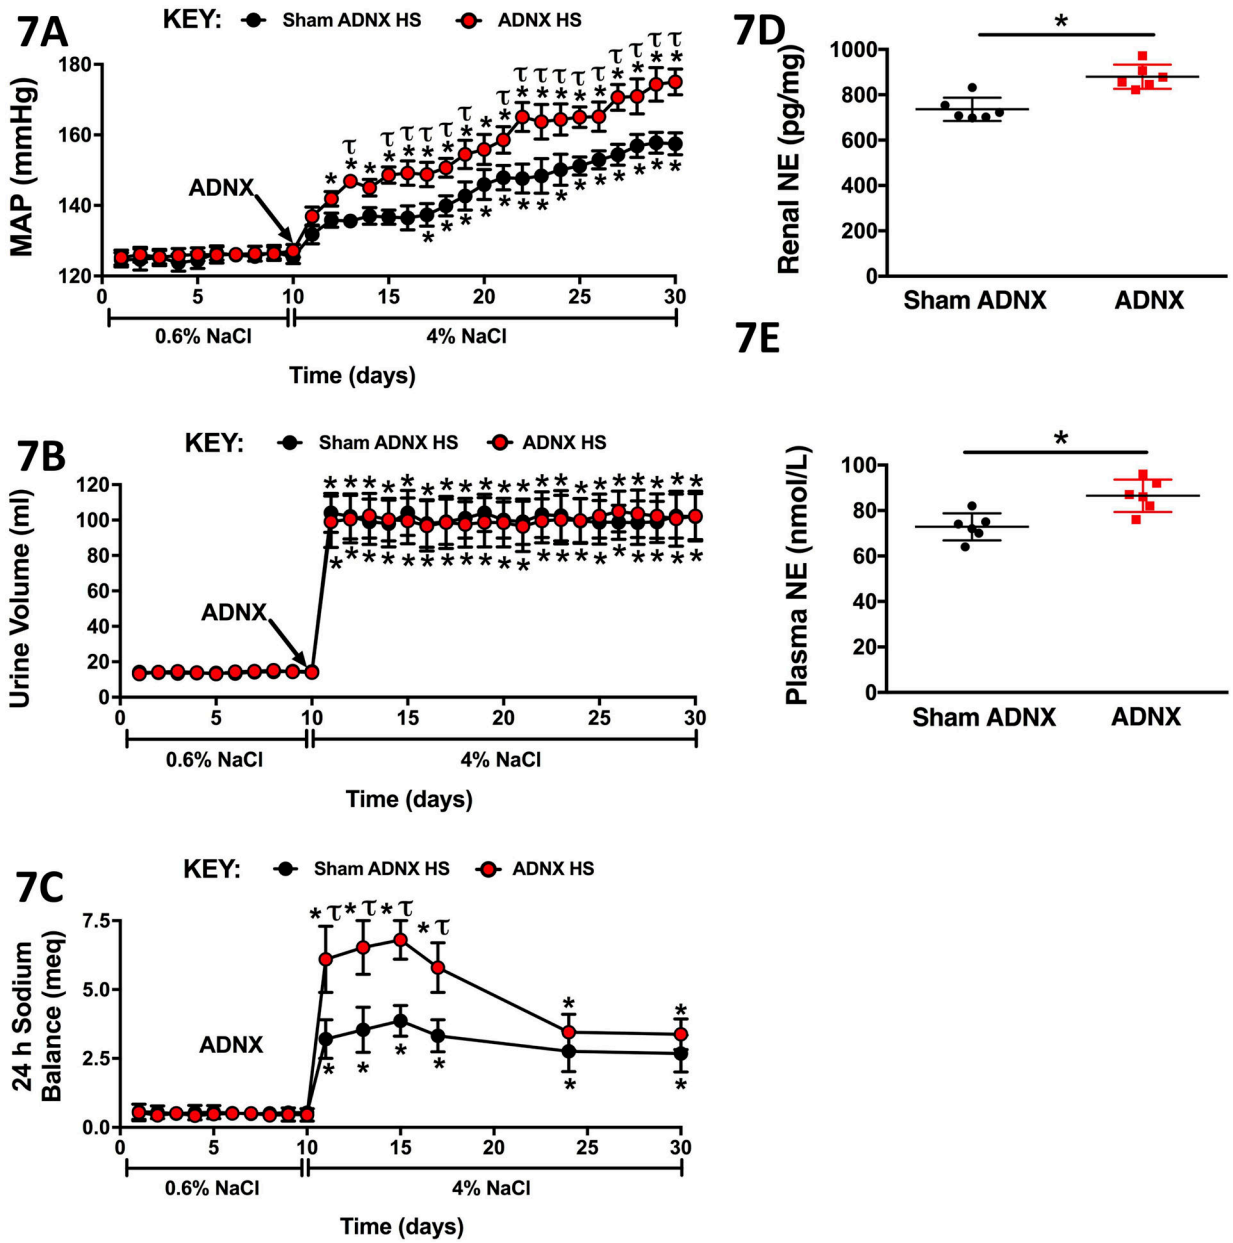 7A
KEY: Sham ADNX HS ADNX HS
MAP (mmHg)
180
160
140
120
ADNX
τ τ τ τ τ τ τ τ τ τ τ τ τ τ τ τ
* * * * * * * * * * * * * * * * * * *
* * * * * * * * * * * * * *
0 5 10 15 20 25 30
0.6% NaCl 4% NaCl
Time (days)
7B
KEY: Sham ADNX HS ADNX HS
Urine Volume (ml)
120
100
80
60
40
20
0
ADNX
* * * * * * * * * * * * * * * * * * * *
* * * * * * * * * * * * * * * * * * * *
0 5 10 15 20 25 30
0.6% NaCl 4% NaCl
Time (days)
7C
KEY: Sham ADNX HS ADNX HS
24 h Sodium
Balance (meq)
7.5
5.0
2.5
0.0
ADNX
* τ * τ * τ * τ
* *
* * * * * *
0 5 10 15 20 25 30
0.6% NaCl 4% NaCl
Time (days)
7D
*
Renal NE (pg/mg)
1000
800
600
400
200
0
Sham ADNX ADNX
7E
*
Plasma NE (nmol/L)
100
80
60
40
20
0
Sham ADNX ADNX